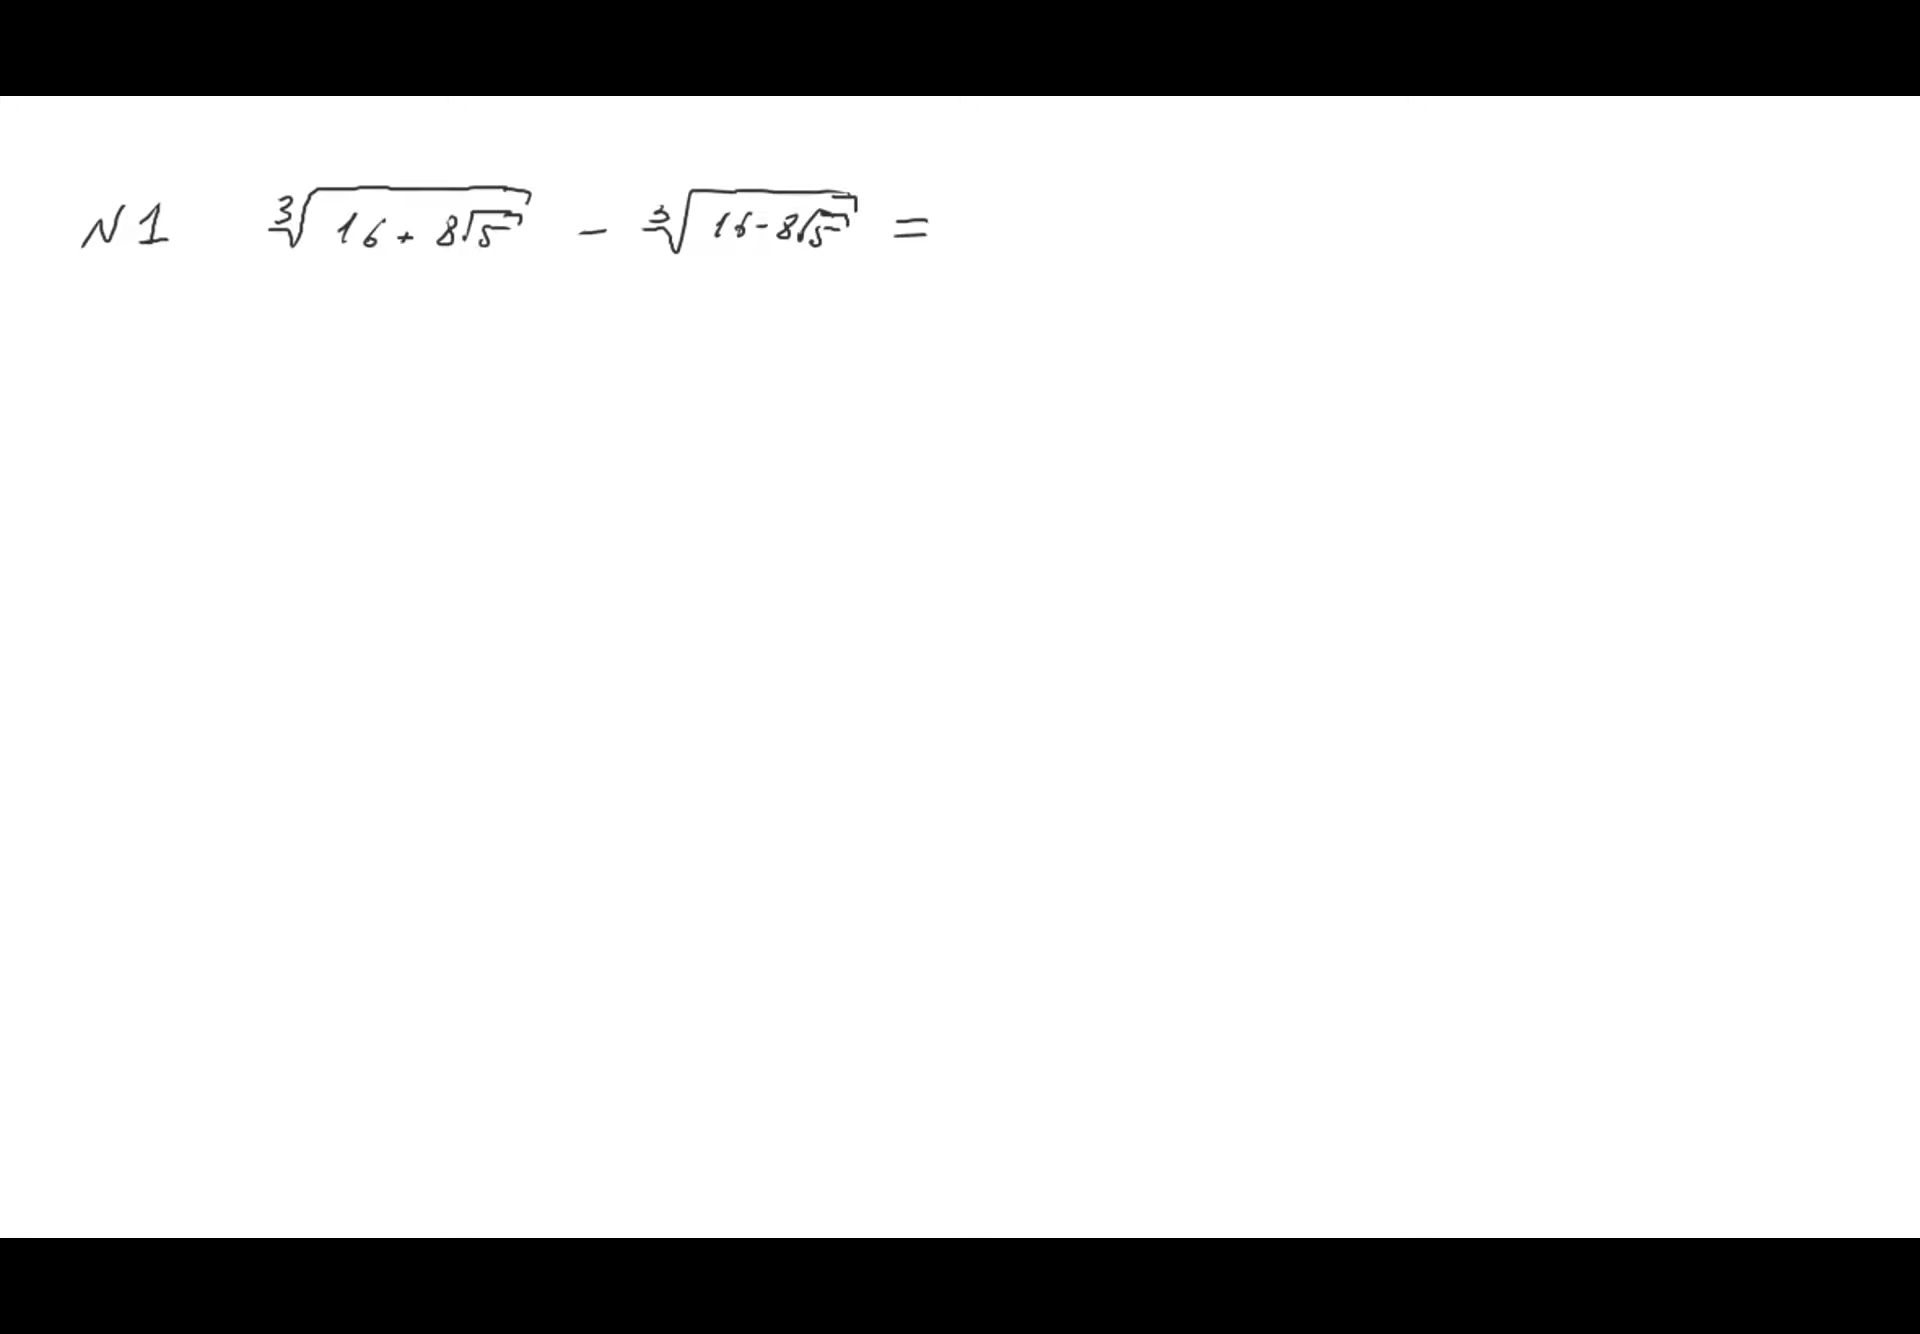 N 1 ∛(16 + 8√5) - ∛(16 - 8√5) =